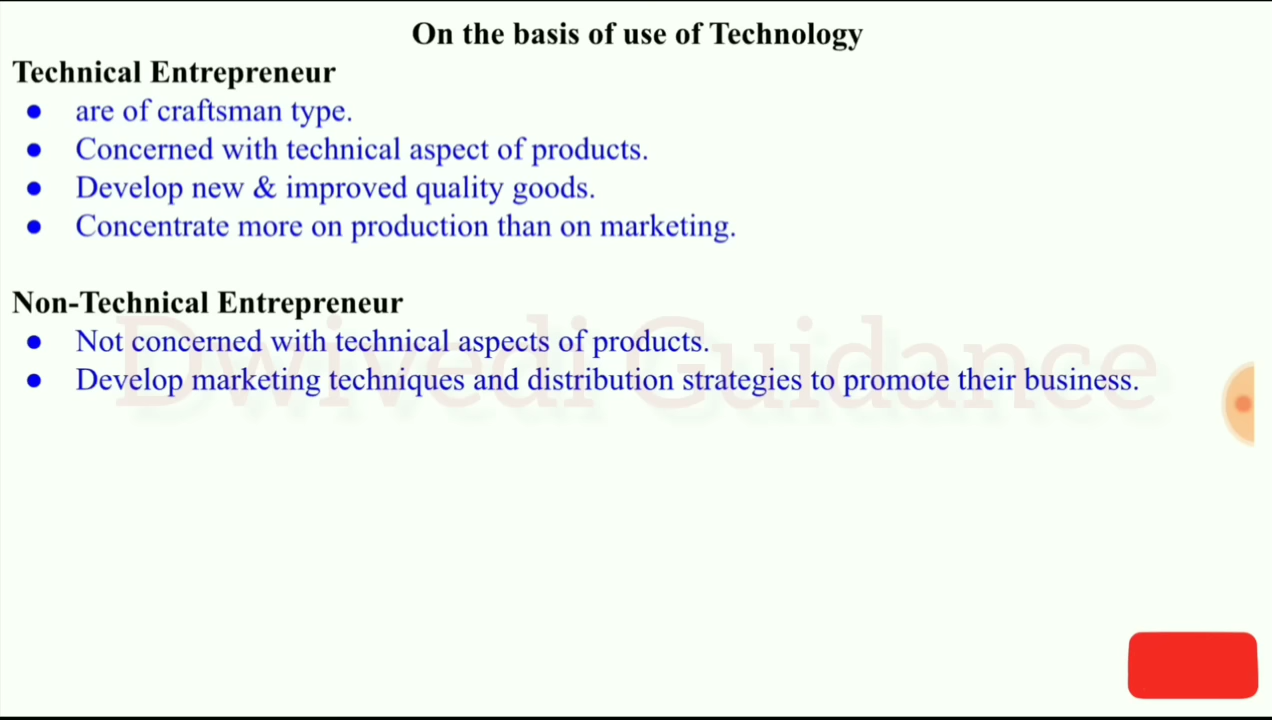 On the basis of use of Technology
Technical Entrepreneur
● are of craftsman type.
● Concerned with technical aspect of products.
● Develop new & improved quality goods.
● Concentrate more on production than on marketing.
Non-Technical Entrepreneur
● Not concerned with technical aspects of products.
● Develop marketing techniques and distribution strategies to promote their business.
Dwivedi Guidance